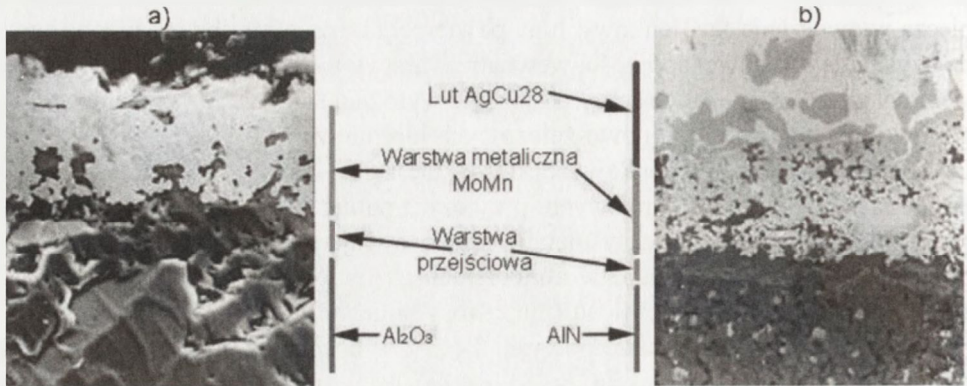 a)
b)
Lut AgCu28
Warstwa metaliczna
MoMn
Warstwa
przejściowa
Al₂O₃
AlN